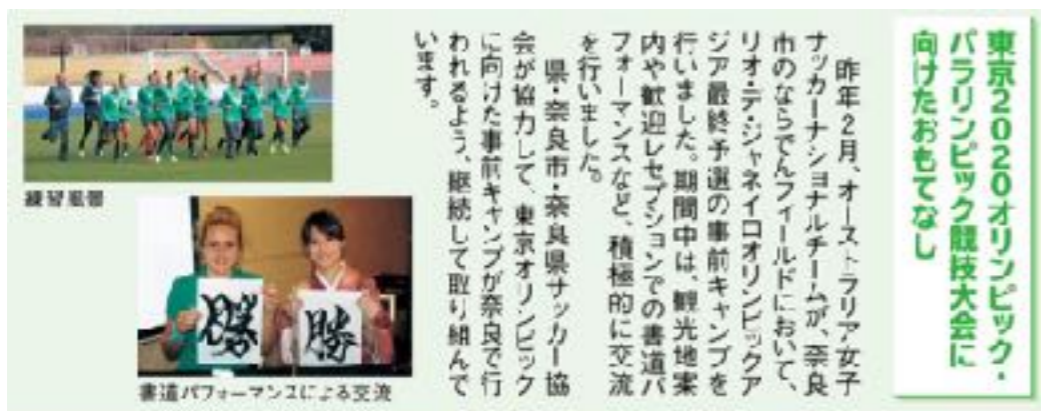 東京2020オリンピック・
パラリンピック競技大会に
向けたおもてなし
昨年2月、オーストラリア女子
サッカーナショナルチームが、奈良
市のならでんフィールドにおいて、
リオ・デ・ジャネイロオリンピックア
ジア最終予選の事前キャンプを
行いました。期間中は、観光地案
内や歓迎レセプションでの書道パ
フォーマンスなど、積極的に交流
を行いました。
県・奈良市・奈良県サッカー協
会が協力して、東京オリンピック
に向けた事前キャンプが奈良で行
われるよう、継続して取り組んで
います。
練習風景
勝
勝
書道パフォーマンスによる交流